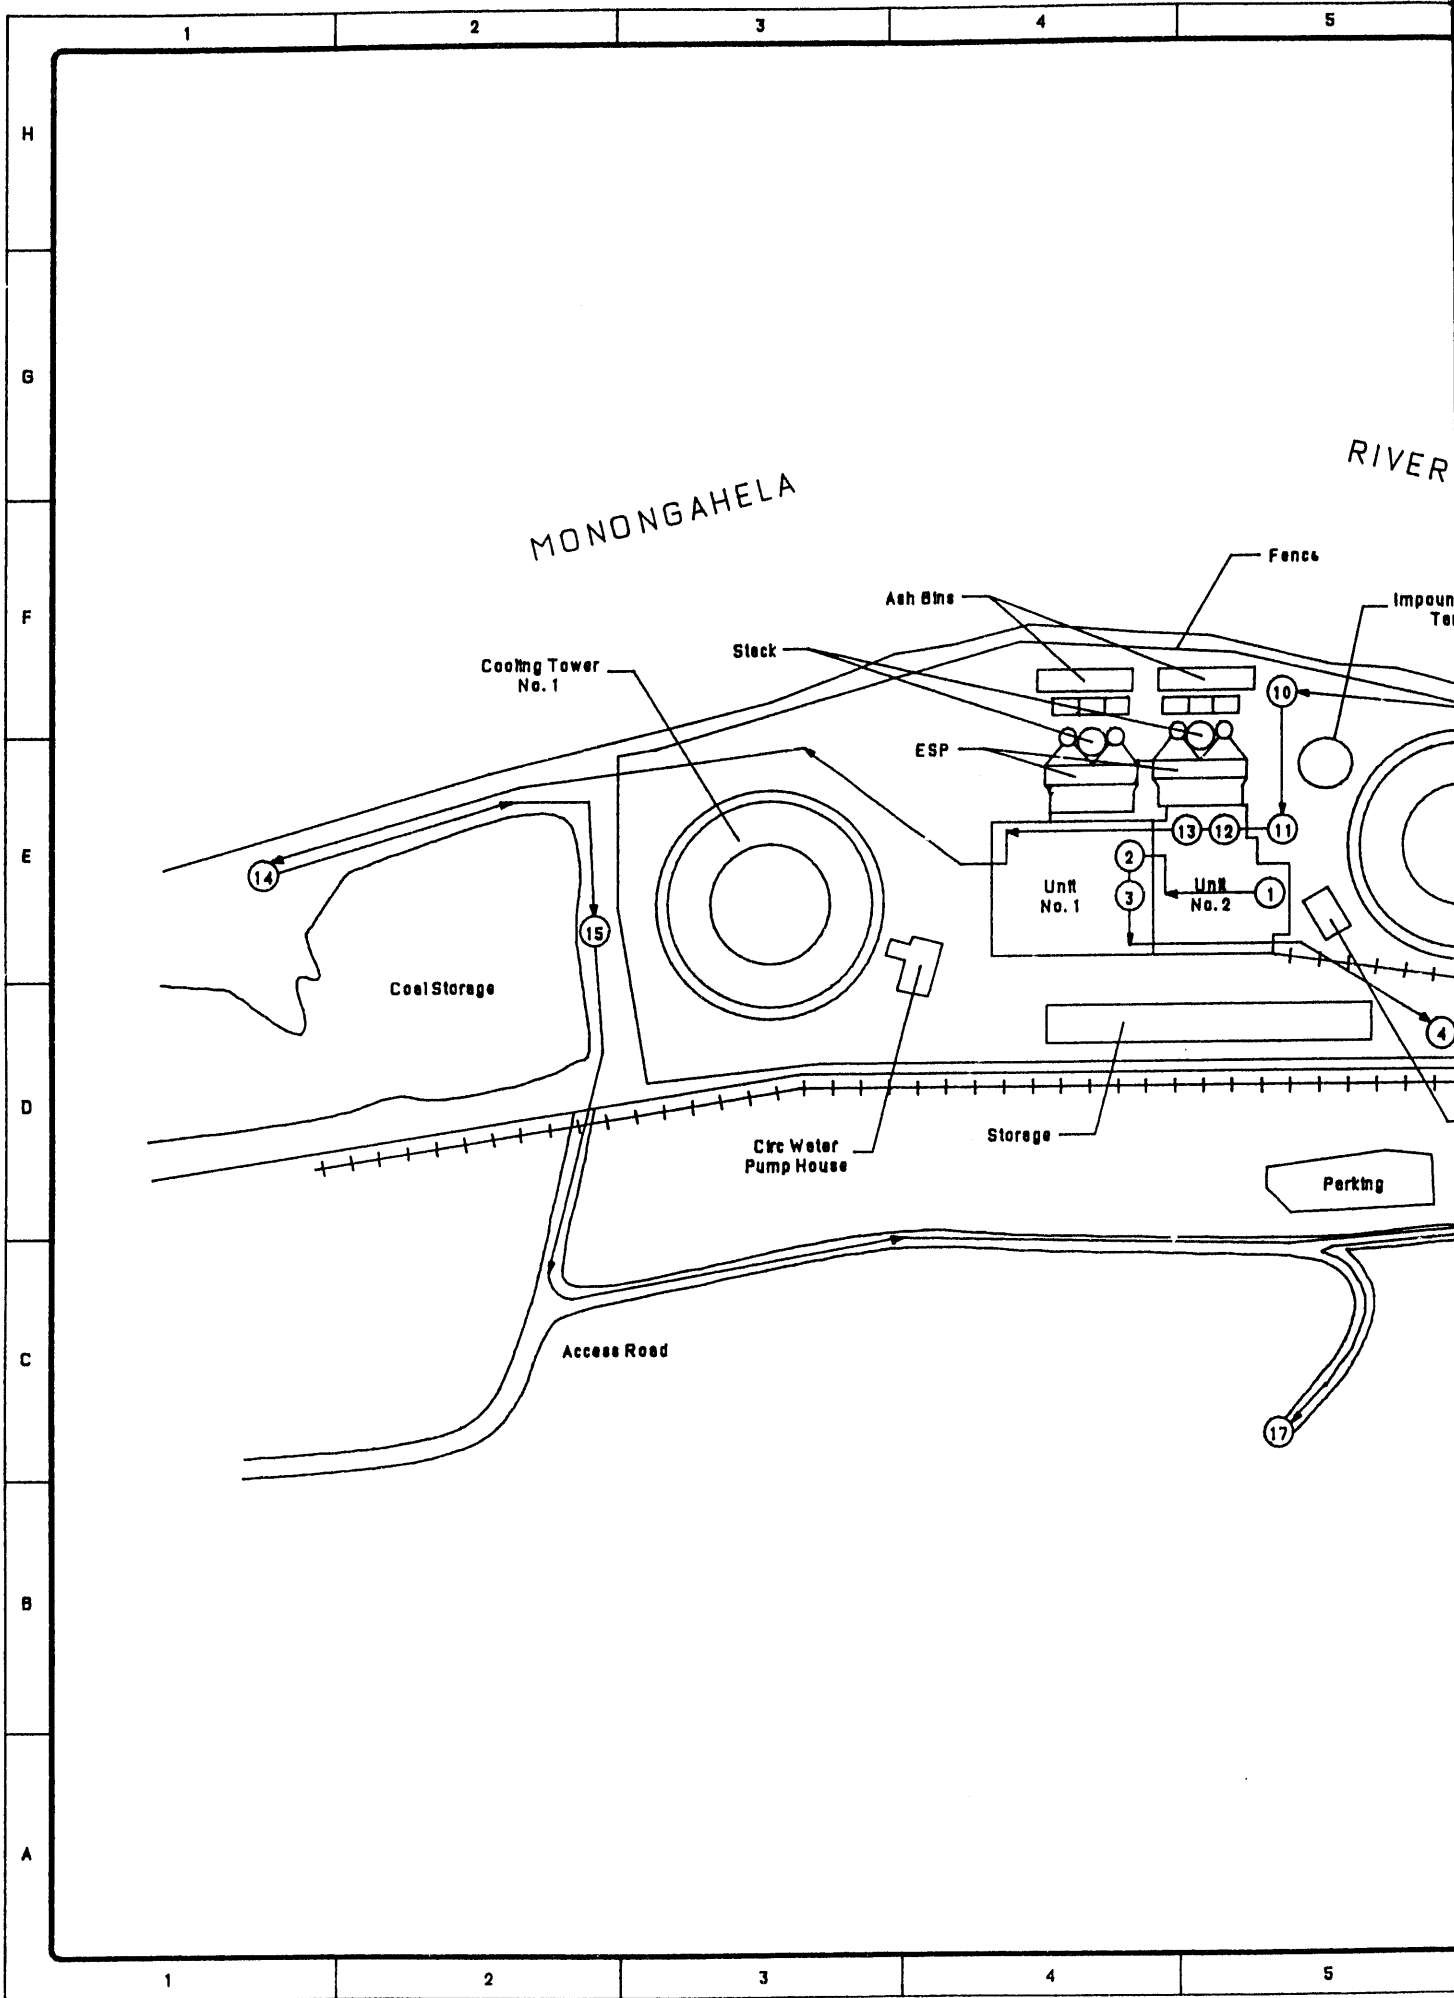 1 2 3 4 5
H
G
RIVER
MONONGAHELA
Fence
F
Ash Bins
Impoun
Te
Stack
Cooling Tower
No. 1
10
ESP
13 12 11
E
2
14
Unit
No. 1
3
Unit
No. 2
1
15
Coal Storage
4
D
Storage
Circ Water
Pump House
Parking
C
Access Road
17
B
A
1 2 3 4 5